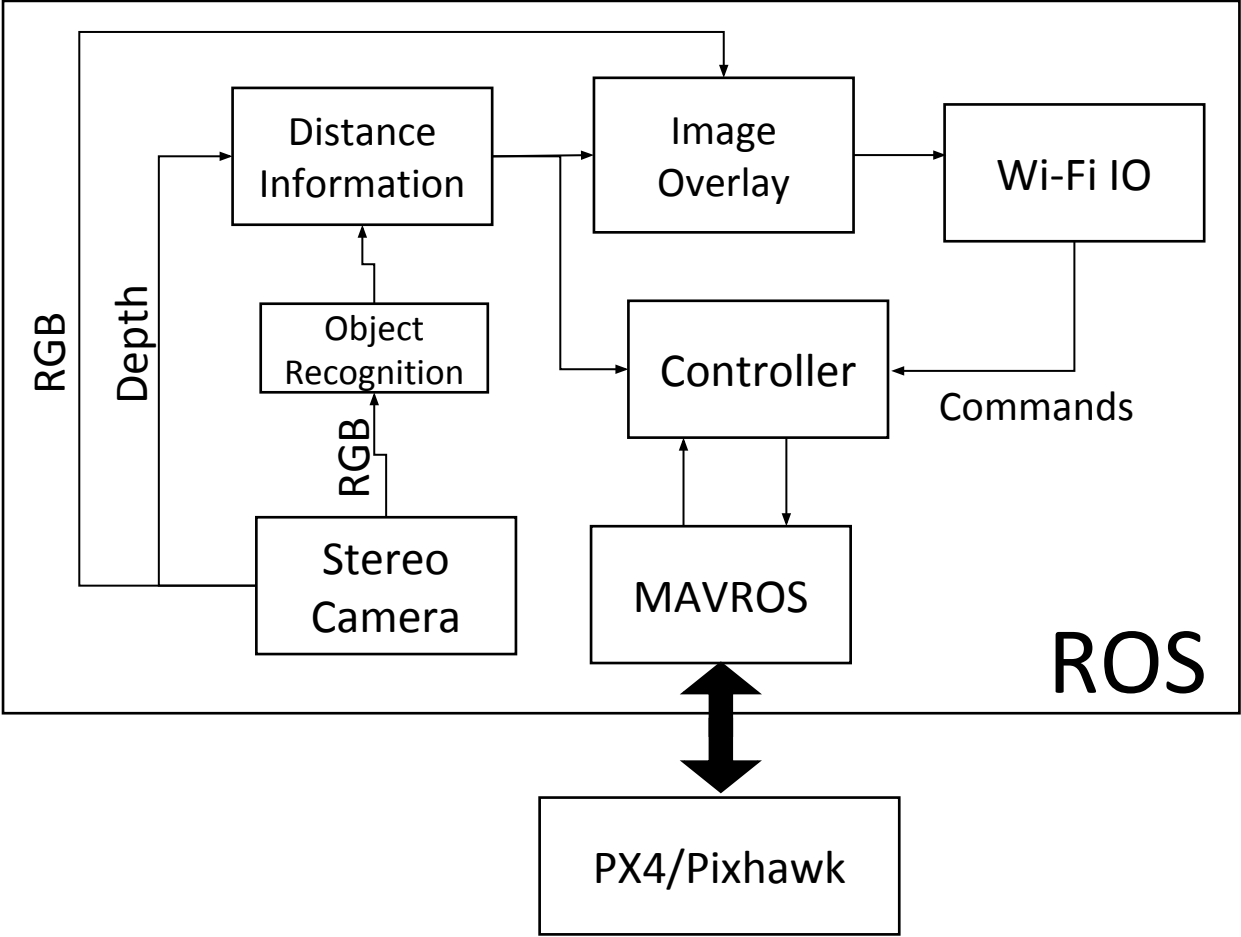 Distance
Information
Image
Overlay
Wi-Fi IO
RGB
Depth
Object
Recognition
Controller
Commands
RGB
Stereo
Camera
MAVROS
ROS
PX4/Pixhawk